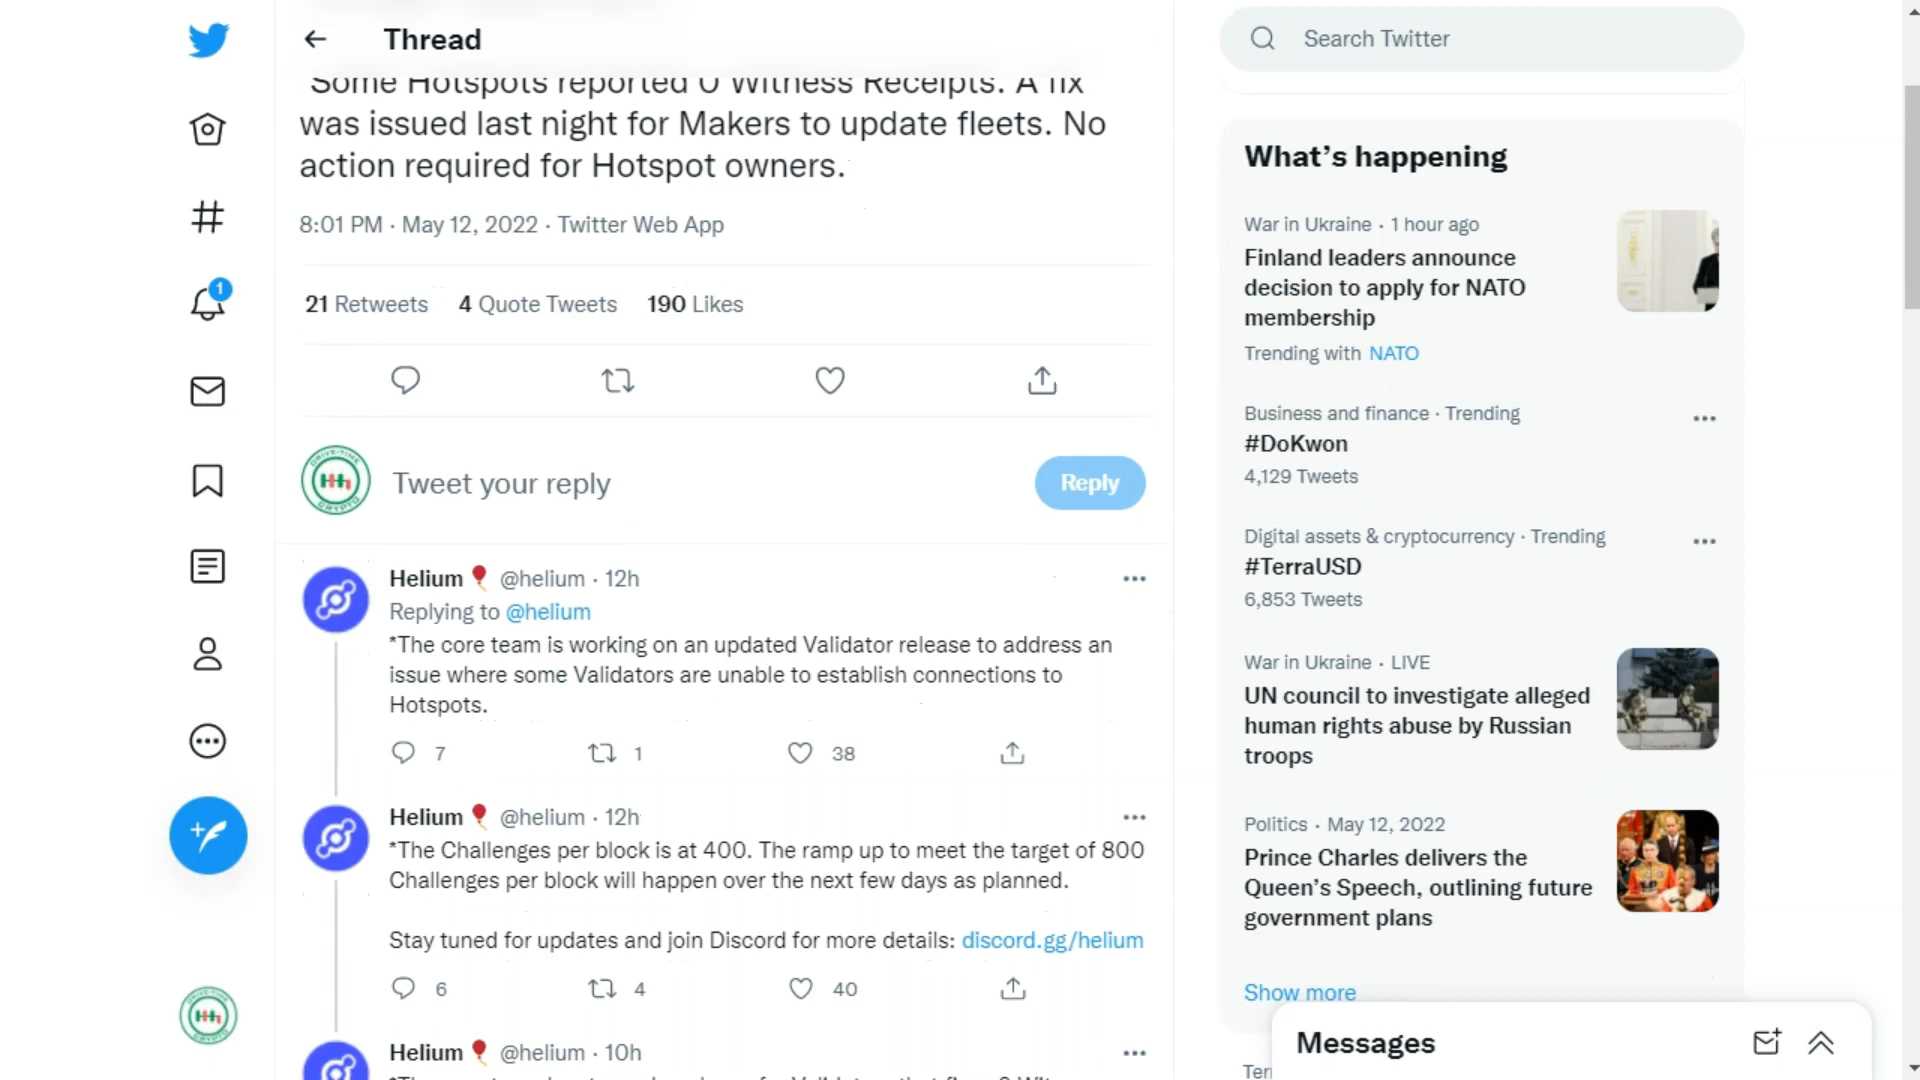 Thread
Search Twitter
Some Hotspots reported 0 Witness Receipts. A fix
was issued last night for Makers to update fleets. No
action required for Hotspot owners.
8:01 PM · May 12, 2022 · Twitter Web App
21 Retweets 4 Quote Tweets 190 Likes
Tweet your reply
Reply
Helium @helium · 12h
Replying to @helium
*The core team is working on an updated Validator release to address an
issue where some Validators are unable to establish connections to
Hotspots.
7 1 38
Helium @helium · 12h
*The Challenges per block is at 400. The ramp up to meet the target of 800
Challenges per block will happen over the next few days as planned.
Stay tuned for updates and join Discord for more details: discord.gg/helium
6 4 40
Helium @helium · 10h
1
What's happening
War in Ukraine · 1 hour ago
Finland leaders announce
decision to apply for NATO
membership
Trending with NATO
Business and finance · Trending
#DoKwon
4,129 Tweets
Digital assets & cryptocurrency · Trending
#TerraUSD
6,853 Tweets
War in Ukraine · LIVE
UN council to investigate alleged
human rights abuse by Russian
troops
Politics · May 12, 2022
Prince Charles delivers the
Queen's Speech, outlining future
government plans
Show more
Messages